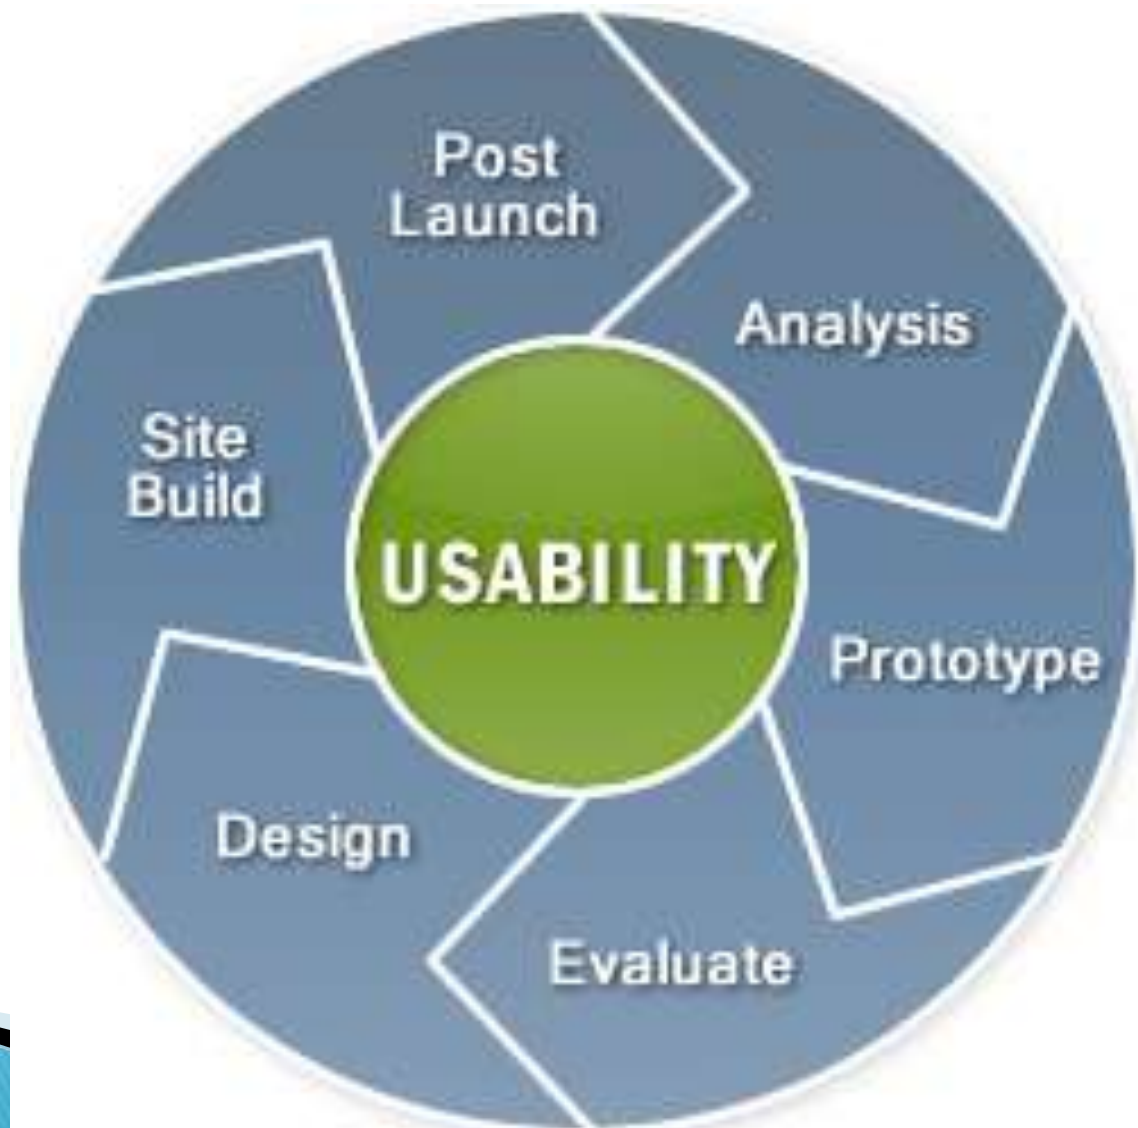 Post
Launch
Analysis
Site
Build
USABILITY
Prototype
Design
Evaluate